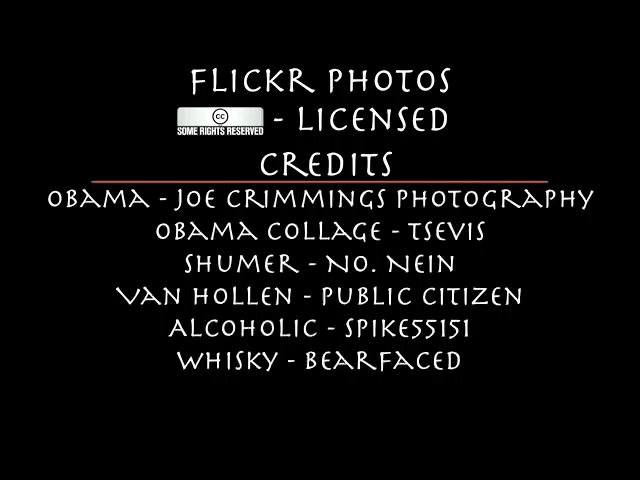 FLICKR PHOTOS
cc SOME RIGHTS RESERVED - LICENSED
CREDITS
OBAMA - JOE CRIMMINGS PHOTOGRAPHY
OBAMA COLLAGE - TSEVIS
SHUMER - NO. NEIN
VAN HOLLEN - PUBLIC CITIZEN
ALCOHOLIC - SPIKE55151
WHISKY - BEARFACED